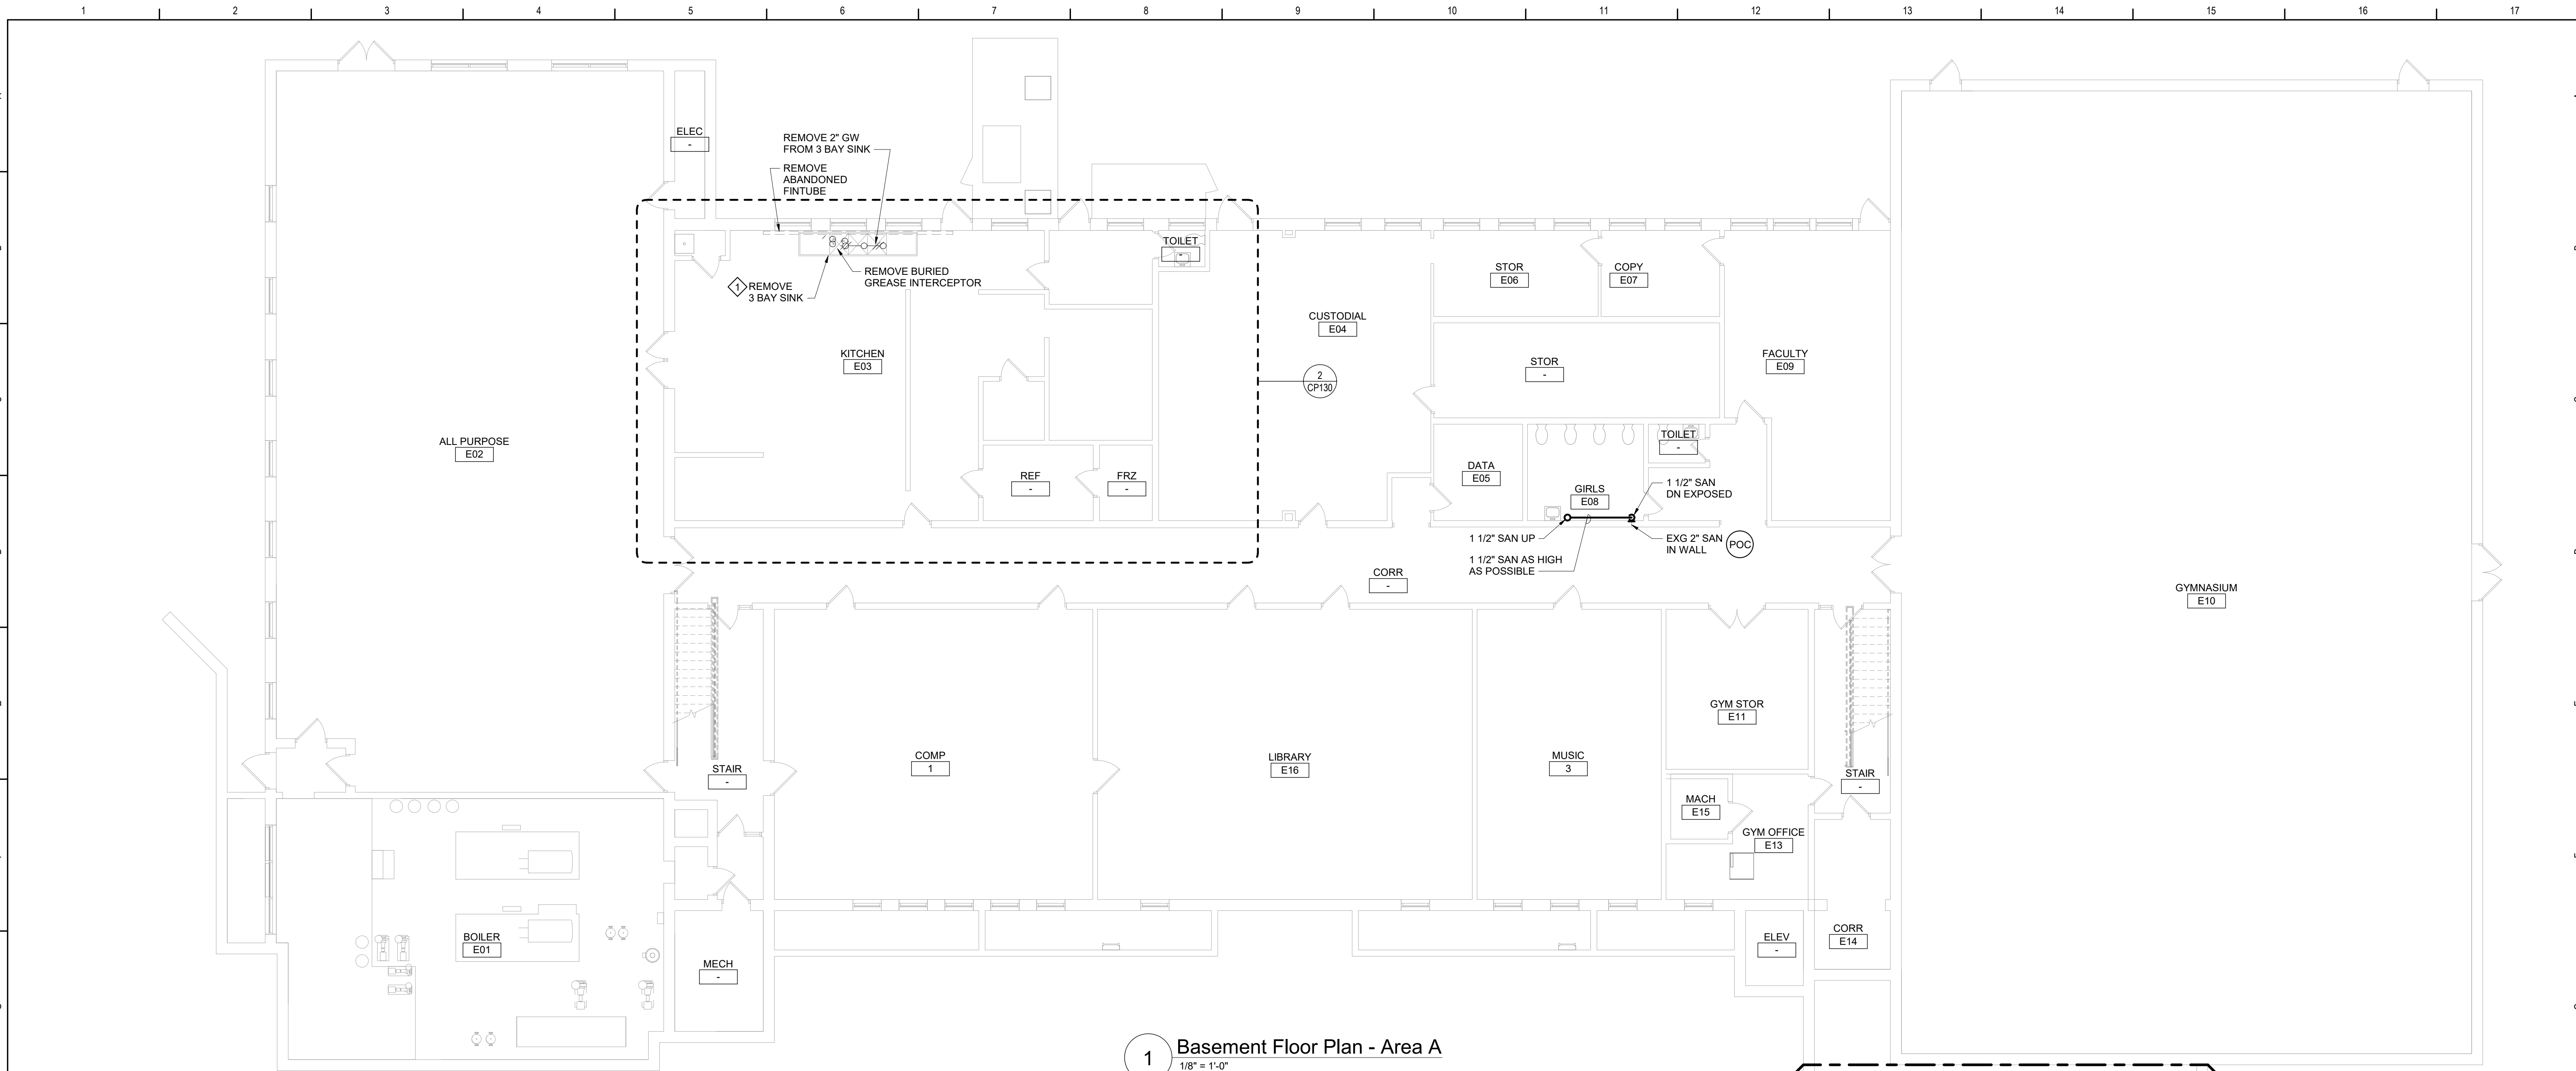 1 2 3 4 5 6 7 8 9 10 11 12 13 14 15 16 17
ELEC
-
REMOVE 2" GW
FROM 3 BAY SINK
REMOVE
ABANDONED
FINTUBE
TOILET
-
REMOVE BURIED
GREASE INTERCEPTOR
1
REMOVE
3 BAY SINK
STOR
E06
COPY
E07
CUSTODIAL
E04
KITCHEN
E03
STOR
-
FACULTY
E09
2
CP130
ALL PURPOSE
E02
TOILET
-
DATA
E05
REF
-
FRZ
-
GIRLS
E08
1 1/2" SAN
DN EXPOSED
1 1/2" SAN UP
EXG 2" SAN
IN WALL
POC
1 1/2" SAN AS HIGH
AS POSSIBLE
CORR
-
GYMNASIUM
E10
GYM STOR
E11
COMP
1
LIBRARY
E16
MUSIC
3
STAIR
-
STAIR
-
MACH
E15
GYM OFFICE
E13
BOILER
E01
MECH
-
ELEV
-
CORR
E14
1
Basement Floor Plan - Area A
1/8" = 1'-0"